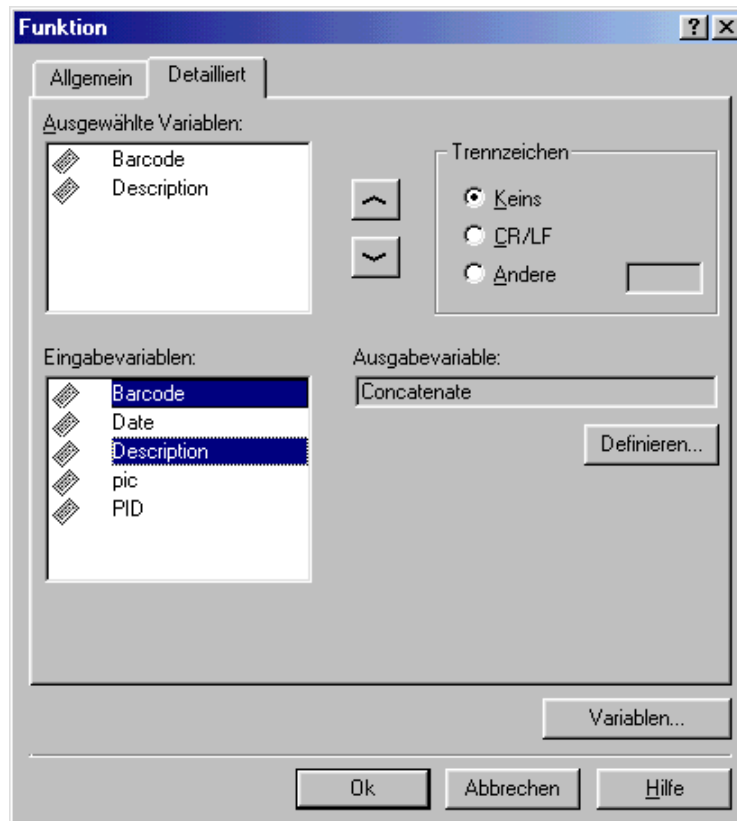 Funktion
Allgemein
Detailliert
Ausgewählte Variablen:
Barcode
Description
Trennzeichen
Keins
CR/LF
Andere
Eingabevariablen:
Barcode
Date
Description
pic
PID
Ausgabevariable:
Concatenate
Definieren...
Variablen...
Ok
Abbrechen
Hilfe